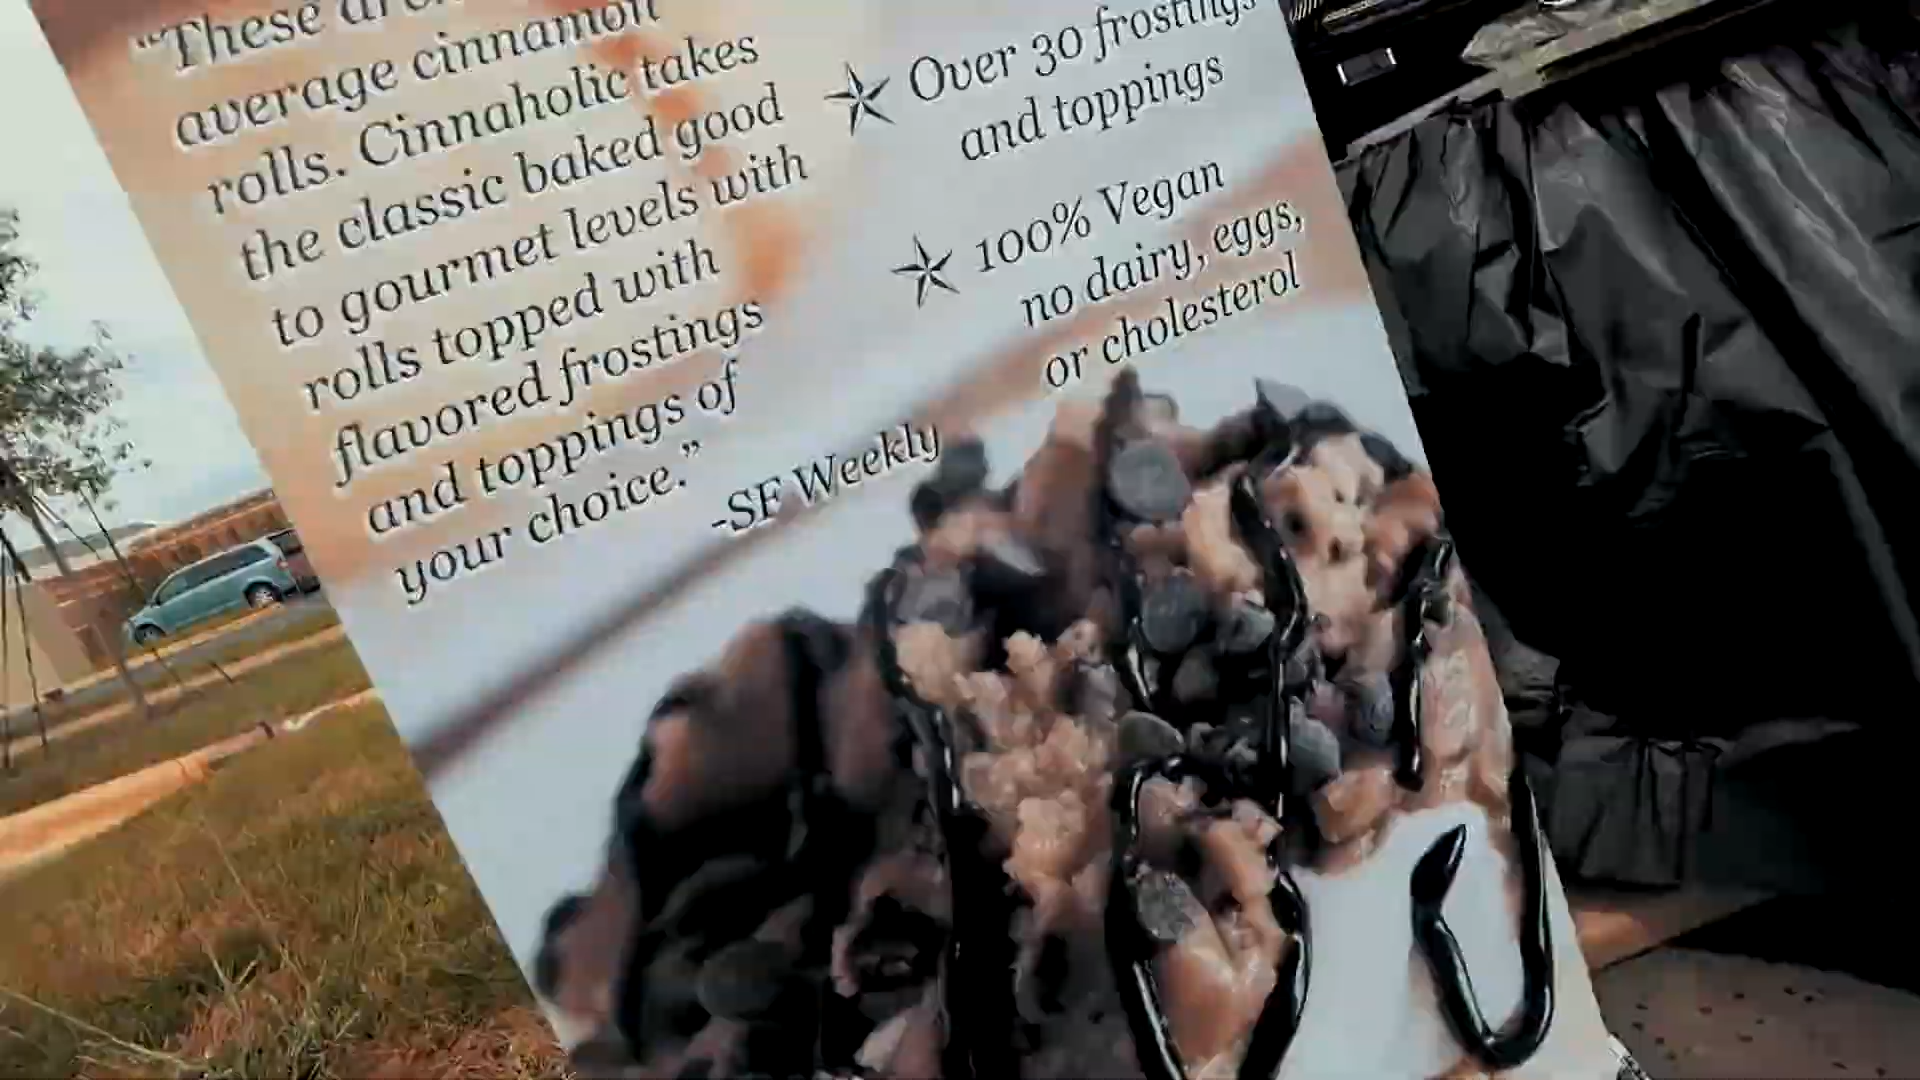 “These
average cinnamon
rolls. Cinnaholic takes
the classic baked good
to gourmet levels with
rolls topped with
flavored frostings
and toppings of
your choice.”
-SF Weekly
Over 30 frostings
and toppings
100% Vegan
no dairy, eggs,
or cholesterol